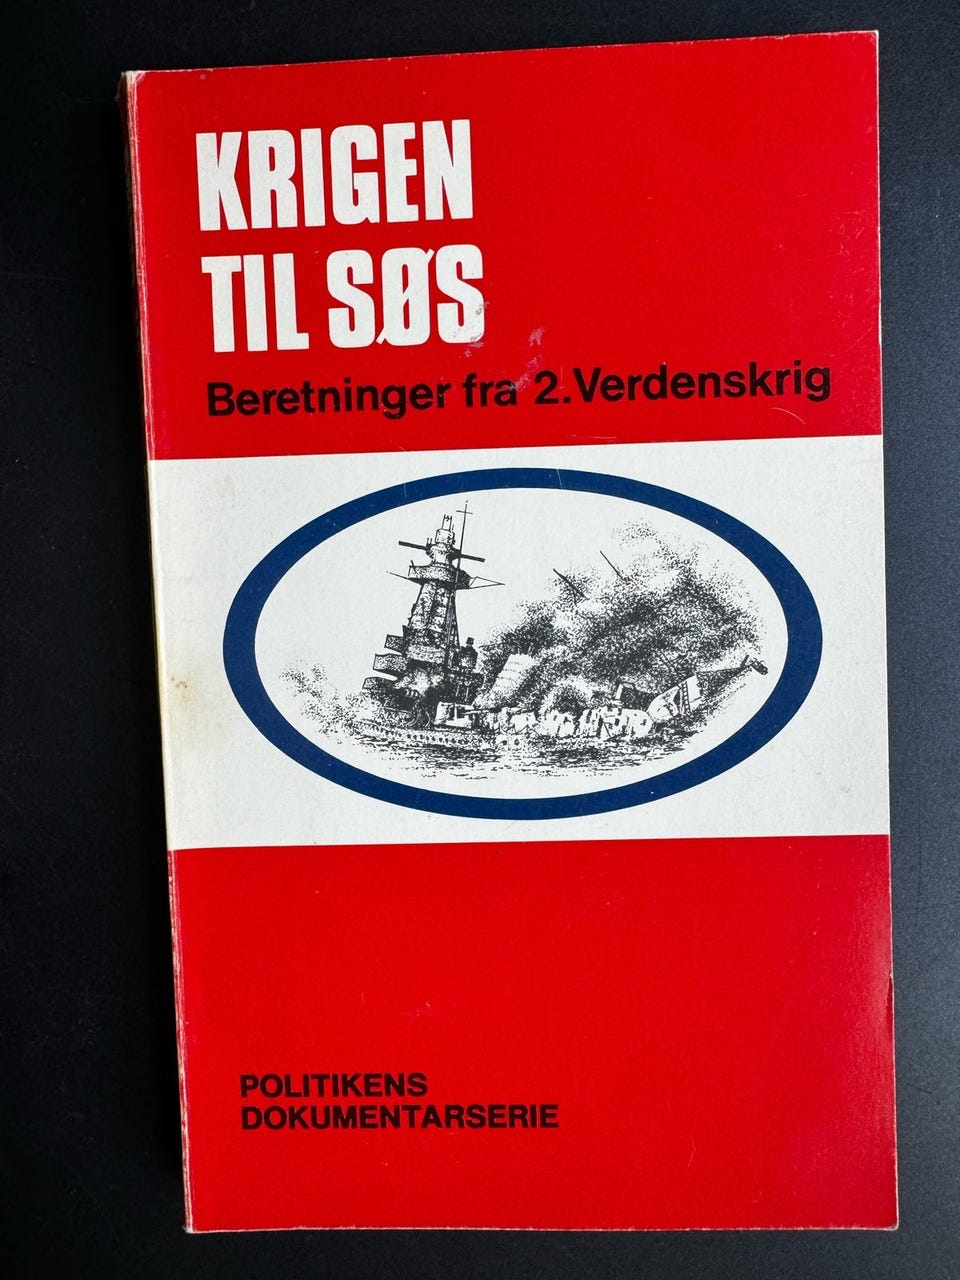 KRIGEN
TIL SØS
Beretninger fra 2.Verdenskrig
POLITIKENS
DOKUMENTARSERIE